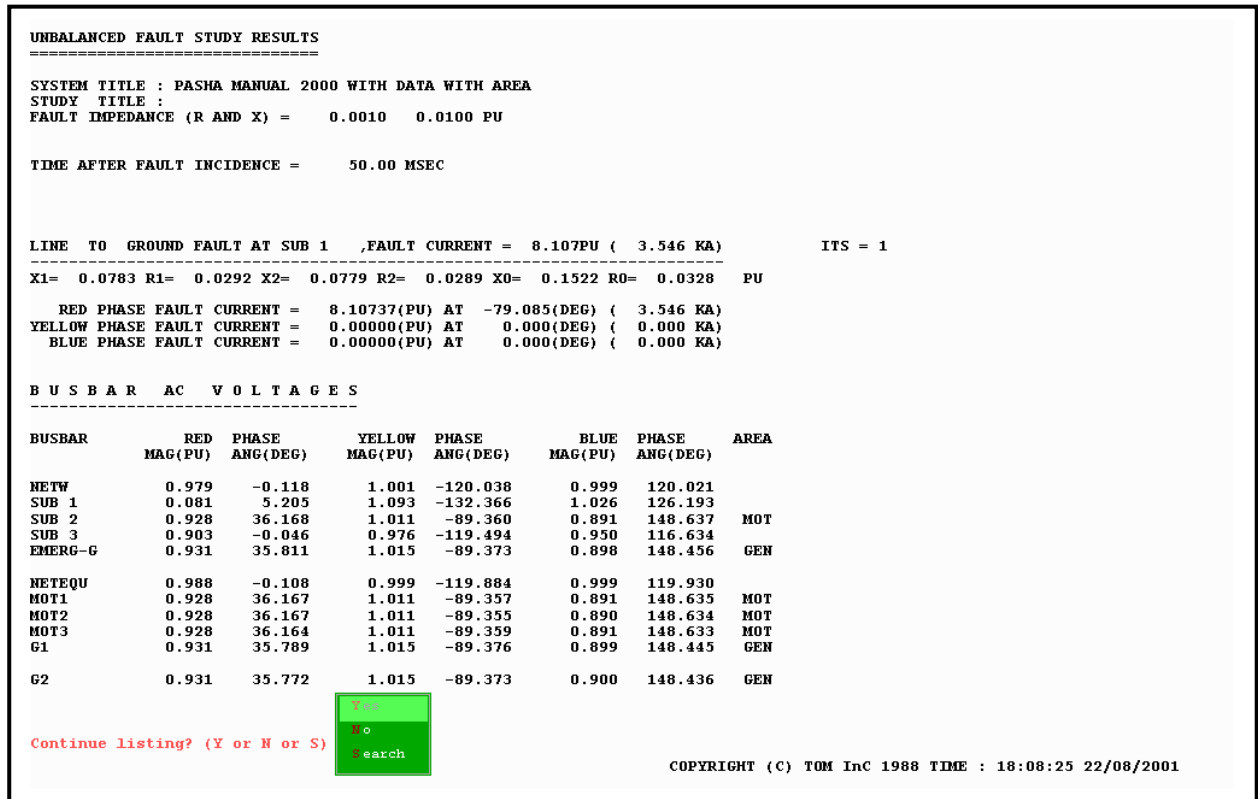 UNBALANCED FAULT STUDY RESULTS
==============================
SYSTEM TITLE : PASHA MANUAL 2000 WITH DATA WITH AREA
STUDY  TITLE :
FAULT IMPEDANCE (R AND X) =    0.0010   0.0100 PU
TIME AFTER FAULT INCIDENCE =     50.00 MSEC
LINE  TO  GROUND FAULT AT SUB 1   ,FAULT CURRENT =  8.107PU (  3.546 KA)          ITS = 1
------------------------------------------------------------------------
X1=  0.0783 R1=  0.0292 X2=  0.0779 R2=  0.0289 X0=  0.1522 R0=  0.0328   PU
RED PHASE FAULT CURRENT =   8.10737(PU) AT  -79.085(DEG) (  3.546 KA)
YELLOW PHASE FAULT CURRENT =   0.00000(PU) AT    0.000(DEG) (  0.000 KA)
BLUE PHASE FAULT CURRENT =   0.00000(PU) AT    0.000(DEG) (  0.000 KA)
B U S B A R   AC   V O L T A G E S
----------------------------------
BUSBAR          RED  PHASE       YELLOW  PHASE         BLUE  PHASE     AREA
MAG(PU)  ANG(DEG)    MAG(PU)  ANG(DEG)    MAG(PU)  ANG(DEG)
NETW          0.979    -0.118      1.001  -120.038      0.999   120.021
SUB 1         0.081     5.205      1.093  -132.366      1.026   126.193
SUB 2         0.928    36.168      1.011   -89.360      0.891   148.637   MOT
SUB 3         0.903    -0.046      0.976  -119.494      0.950   116.634
EMERG-G       0.931    35.811      1.015   -89.373      0.898   148.456   GEN
NETEQU        0.988    -0.108      0.999  -119.884      0.999   119.930
MOT1          0.928    36.167      1.011   -89.357      0.891   148.635   MOT
MOT2          0.928    36.167      1.011   -89.355      0.890   148.634   MOT
MOT3          0.928    36.164      1.011   -89.359      0.891   148.633   MOT
G1            0.931    35.789      1.015   -89.376      0.899   148.445   GEN
G2            0.931    35.772      1.015   -89.373      0.900   148.436   GEN
Yes
No
Continue listing? (Y or N or S)
Search
COPYRIGHT (C) TOM InC 1988 TIME : 18:08:25 22/08/2001